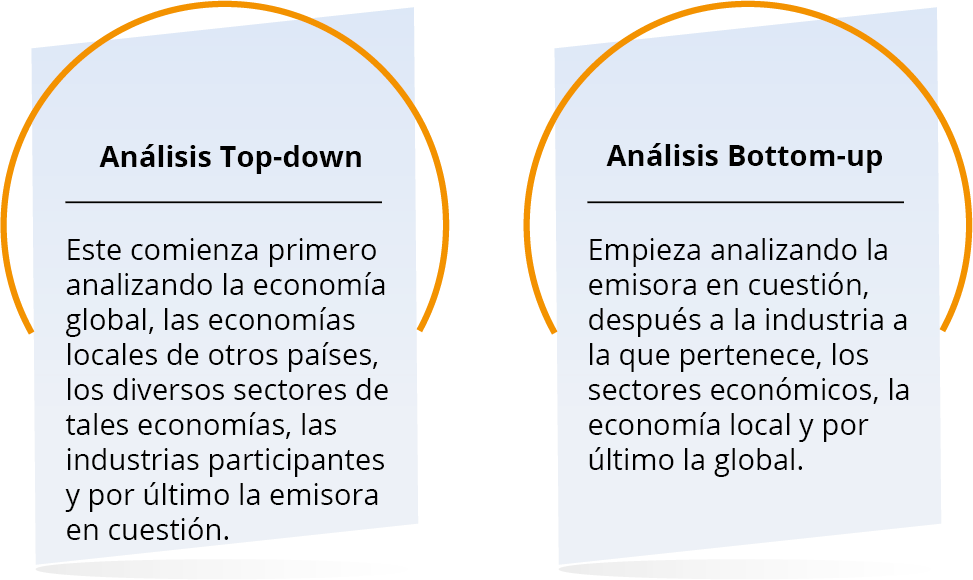 Análisis Top-down
Este comienza primero
analizando la economía
global, las economías
locales de otros países,
los diversos sectores de
tales economías, las
industrias participantes
y por último la emisora
en cuestión.
Análisis Bottom-up
Empieza analizando la
emisora en cuestión,
después a la industria a
la que pertenece, los
sectores económicos, la
economía local y por
último la global.